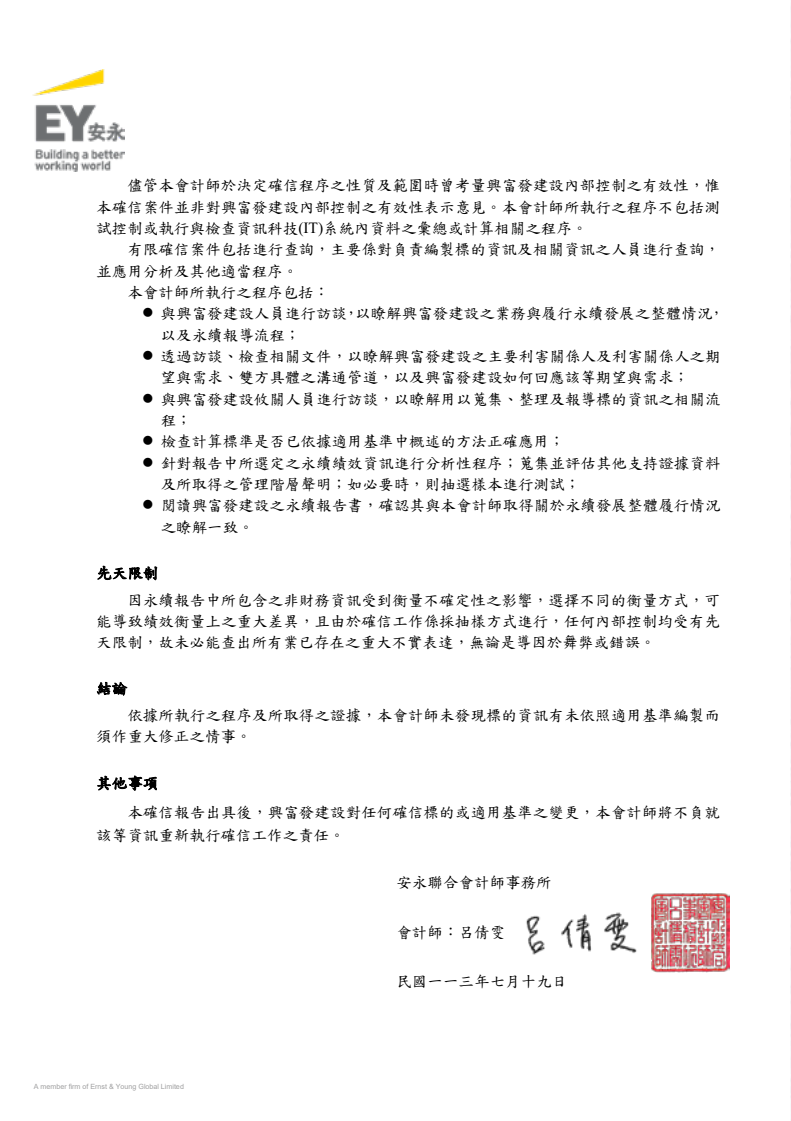 EY安永
Building a better
working world
儘管本會計師於決定確信程序之性質及範圍時曾考量興富發建設內部控制之有效性，惟
本確信案件並非對興富發建設內部控制之有效性表示意見。本會計師所執行之程序不包括測
試控制或執行與檢查資訊科技(IT)系統內資料之彙總或計算相關之程序。
有限確信案件包括進行查詢，主要係對負責編製標的資訊及相關資訊之人員進行查詢，
並應用分析及其他適當程序。
本會計師所執行之程序包括：
● 與興富發建設人員進行訪談，以瞭解興富發建設之業務與履行永續發展之整體情況，
以及永續報導流程；
● 透過訪談、檢查相關文件，以瞭解興富發建設之主要利害關係人及利害關係人之期
望與需求、雙方具體之溝通管道，以及興富發建設如何回應該等期望與需求；
● 與興富發建設攸關人員進行訪談，以瞭解用以蒐集、整理及報導標的資訊之相關流
程；
● 檢查計算標準是否已依據適用基準中概述的方法正確應用；
● 針對報告中所選定之永續績效資訊進行分析性程序；蒐集並評估其他支持證據資料
及所取得之管理階層聲明；如必要時，則抽選樣本進行測試；
● 閱讀興富發建設之永續報告書，確認其與本會計師取得關於永續發展整體履行情況
之瞭解一致。
先天限制
因永續報告中所包含之非財務資訊受到衡量不確定性之影響，選擇不同的衡量方式，可
能導致績效衡量上之重大差異，且由於確信工作係採抽樣方式進行，任何內部控制均受有先
天限制，故未必能查出所有業已存在之重大不實表達，無論是導因於舞弊或錯誤。
結論
依據所執行之程序及所取得之證據，本會計師未發現標的資訊有未依照適用基準編製而
須作重大修正之情事。
其他事項
本確信報告出具後，興富發建設對任何確信標的或適用基準之變更，本會計師將不負就
該等資訊重新執行確信工作之責任。
安永聯合會計師事務所
會計師：呂倩雯 呂倩雯
民國一一三年七月十九日
A member firm of Ernst & Young Global Limited